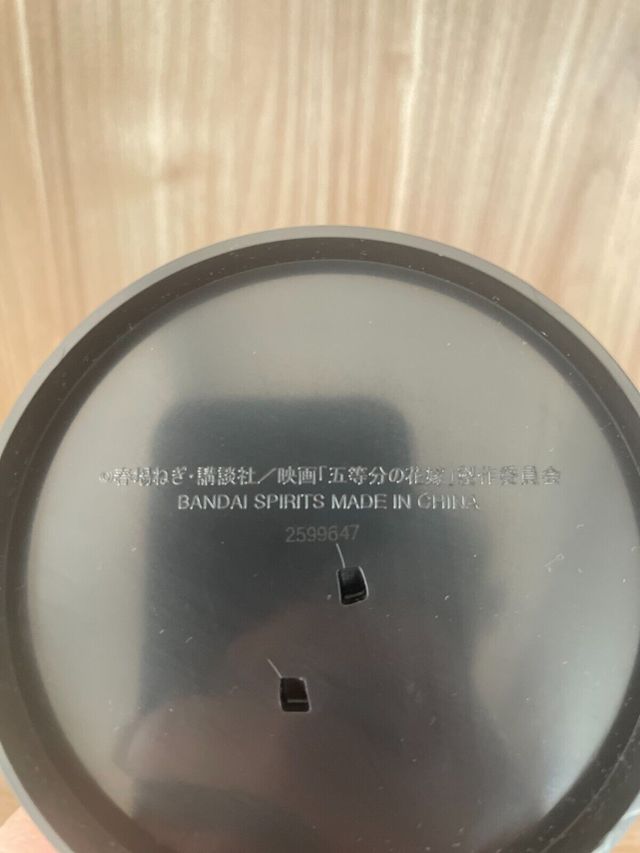 ©春場ねぎ・講談社／映画「五等分の花嫁」製作委員会
BANDAI SPIRITS MADE IN CHINA
2599647